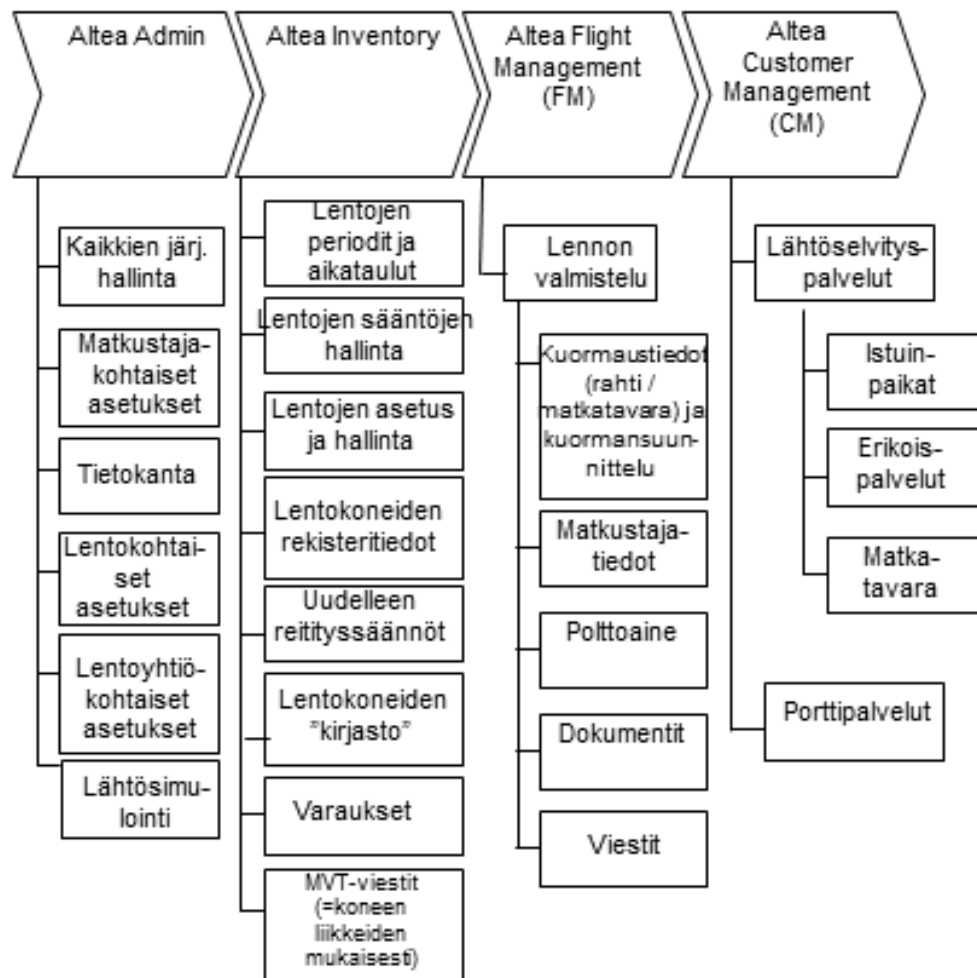 Altea Admin
Altea Inventory
Altea Flight
Management
(FM)
Altea
Customer
Management
(CM)
Kaikkien järj.
hallinta
Matkustaja-
kohtaiset
asetukset
Tietokanta
Lentokohtai-
set
asetukset
Lentoyhtiö-
kohtaiset
asetukset
Lähtösimu-
lointi
Lentojen
periodit ja
aikataulut
Lentojen sääntöjen
hallinta
Lentojen asetus
ja hallinta
Lentokoneiden
rekisteritiedot
Uudelleen
reitityssäännöt
Lentokoneiden
”kirjasto”
Varaukset
MVT-viestit
(=koneen
liikkeiden
mukaisesti)
Lennon
valmistelu
Kuormaustiedot
(rahti /
matkatavara) ja
kuormansuun-
nittelu
Matkustaja-
tiedot
Polttoaine
Dokumentit
Viestit
Lähtöselvitys-
palvelut
Istuin-
paikat
Erikois-
palvelut
Matka-
tavara
Porttipalvelut